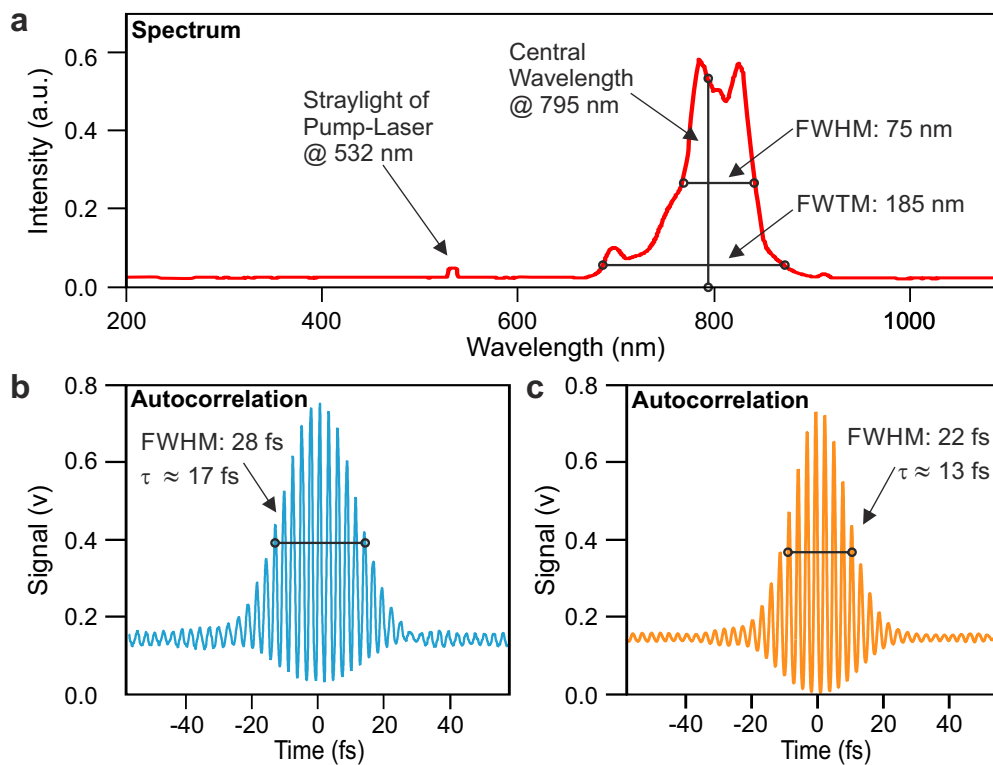 a
Spectrum
Intensity (a.u.)
0.6
0.4
0.2
0.0
Straylight of
Pump-Laser
@ 532 nm
Central
Wavelength
@ 795 nm
FWHM: 75 nm
FWTM: 185 nm
200 400 600 800 1000
Wavelength (nm)
b
Autocorrelation
FWHM: 28 fs
τ ≈ 17 fs
Signal (v)
0.8
0.6
0.4
0.2
0.0
-40 -20 0 20 40
Time (fs)
c
Autocorrelation
FWHM: 22 fs
τ ≈ 13 fs
Signal (v)
0.8
0.6
0.4
0.2
0.0
-40 -20 0 20 40
Time (fs)